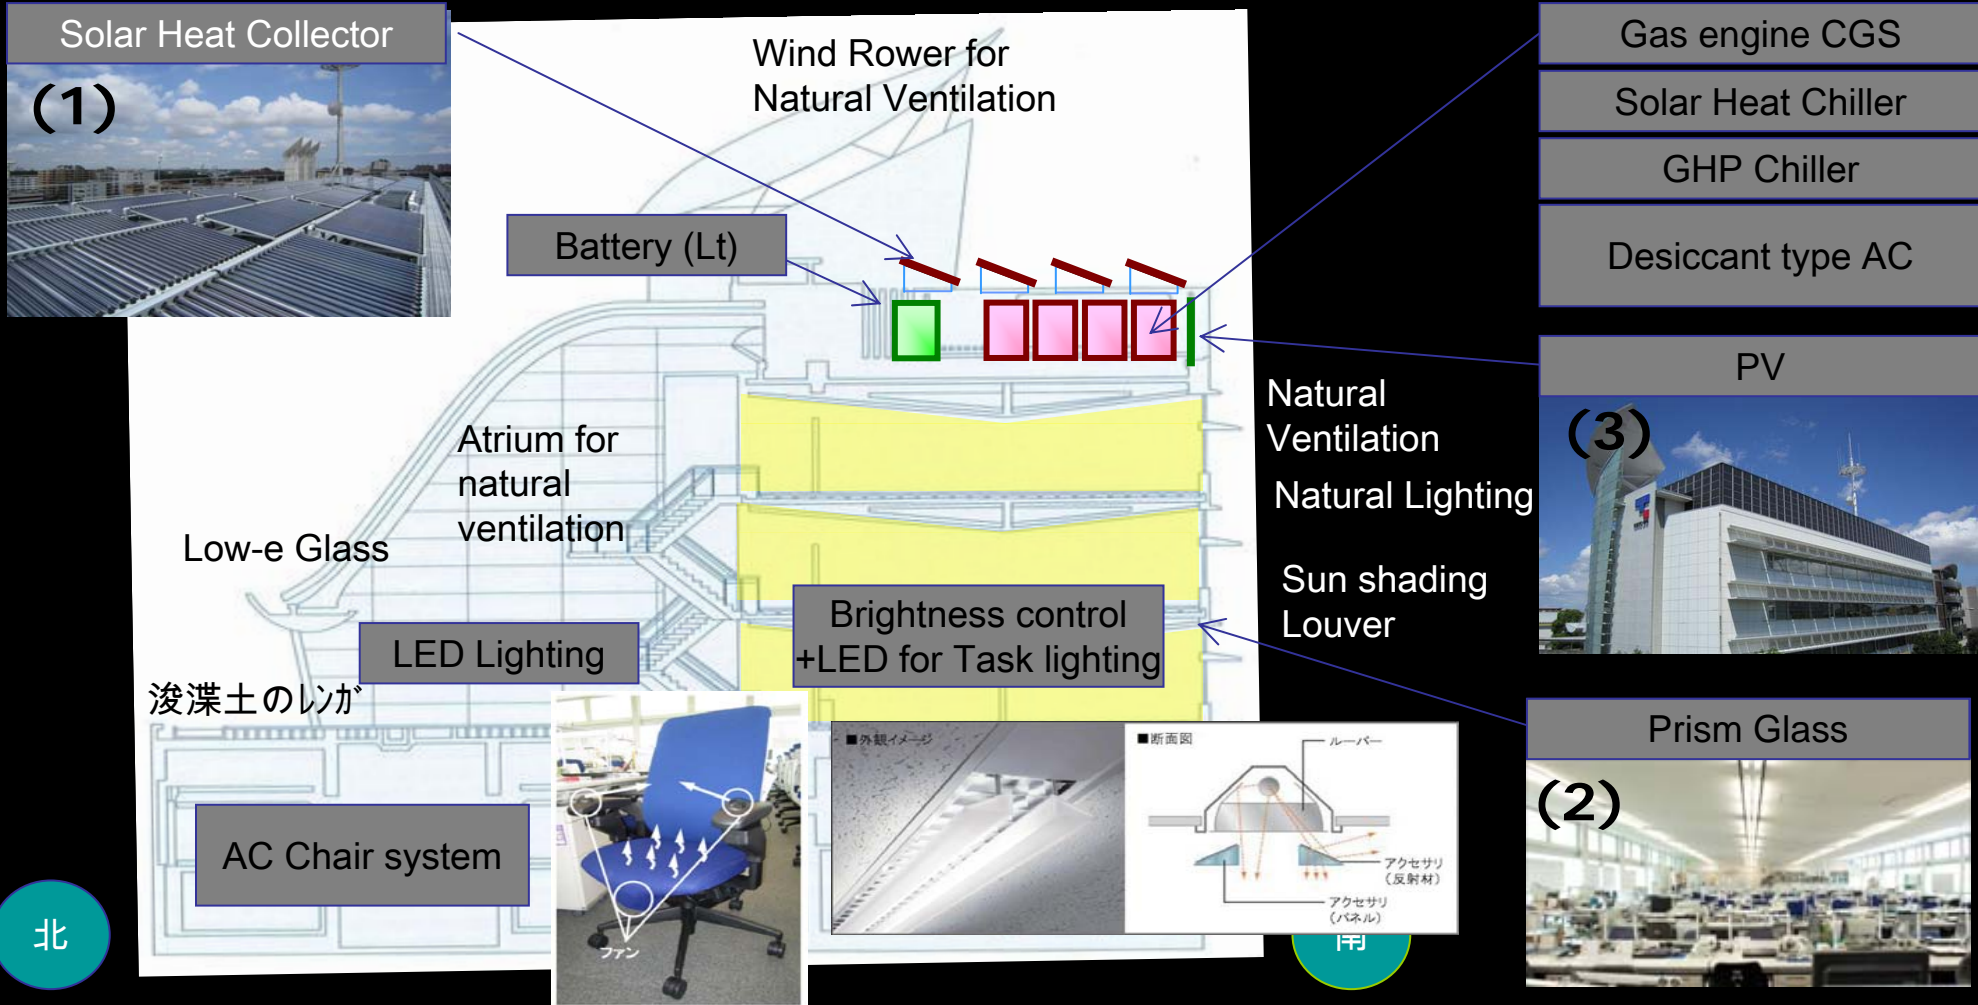 Solar Heat Collector
(1)
Wind Rower for
Natural Ventilation
Gas engine CGS
Solar Heat Chiller
GHP Chiller
Desiccant type AC
Battery (Lt)
PV
(3)
Natural
Ventilation
Natural Lighting
Sun shading
Louver
Atrium for
natural
ventilation
Low-e Glass
LED Lighting
Brightness control
+LED for Task lighting
浚渫土のレンガ
AC Chair system
ファン
■外観イメージ
■断面図
ルーバー
アクセサリ
(反射材)
アクセサリ
(パネル)
Prism Glass
(2)
北
南